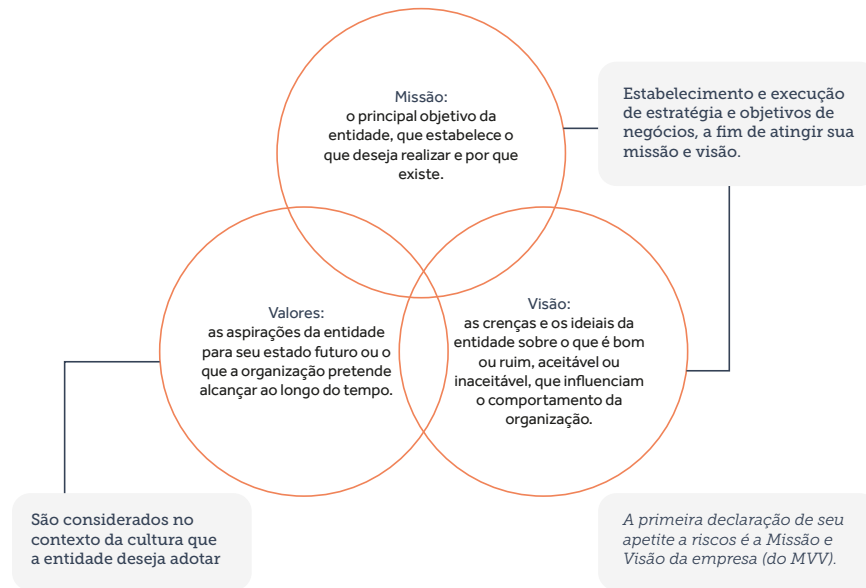 Missão:
o principal objetivo da
entidade, que estabelece o
que deseja realizar e por que
existe.
Estabelecimento e execução
de estratégia e objetivos de
negócios, a fim de atingir sua
missão e visão.
Valores:
as aspirações da entidade
para seu estado futuro ou o
que a organização pretende
alcançar ao longo do tempo.
Visão:
as crenças e os ideiais da
entidade sobre o que é bom
ou ruim, aceitável ou
inaceitável, que influenciam
o comportamento da
organização.
São considerados no
contexto da cultura que
a entidade deseja adotar
A primeira declaração de seu
apetite a riscos é a Missão e
Visão da empresa (do MVV).